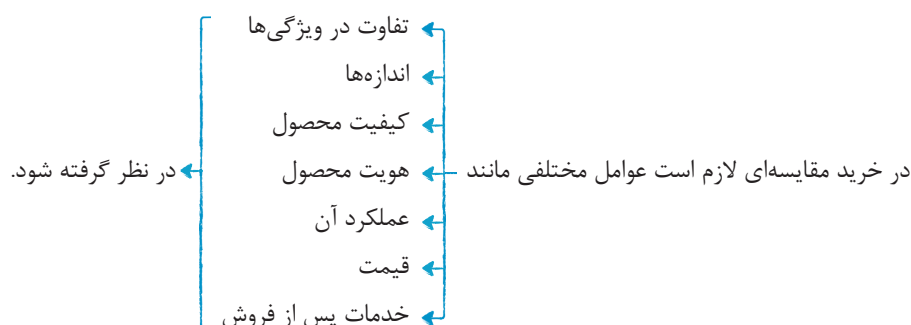 در خرید مقایسه‌ای لازم است عوامل مختلفی مانند
تفاوت در ویژگی‌ها
اندازه‌ها
کیفیت محصول
هویت محصول
عملکرد آن
قیمت
خدمات پس از فروش
در نظر گرفته شود.